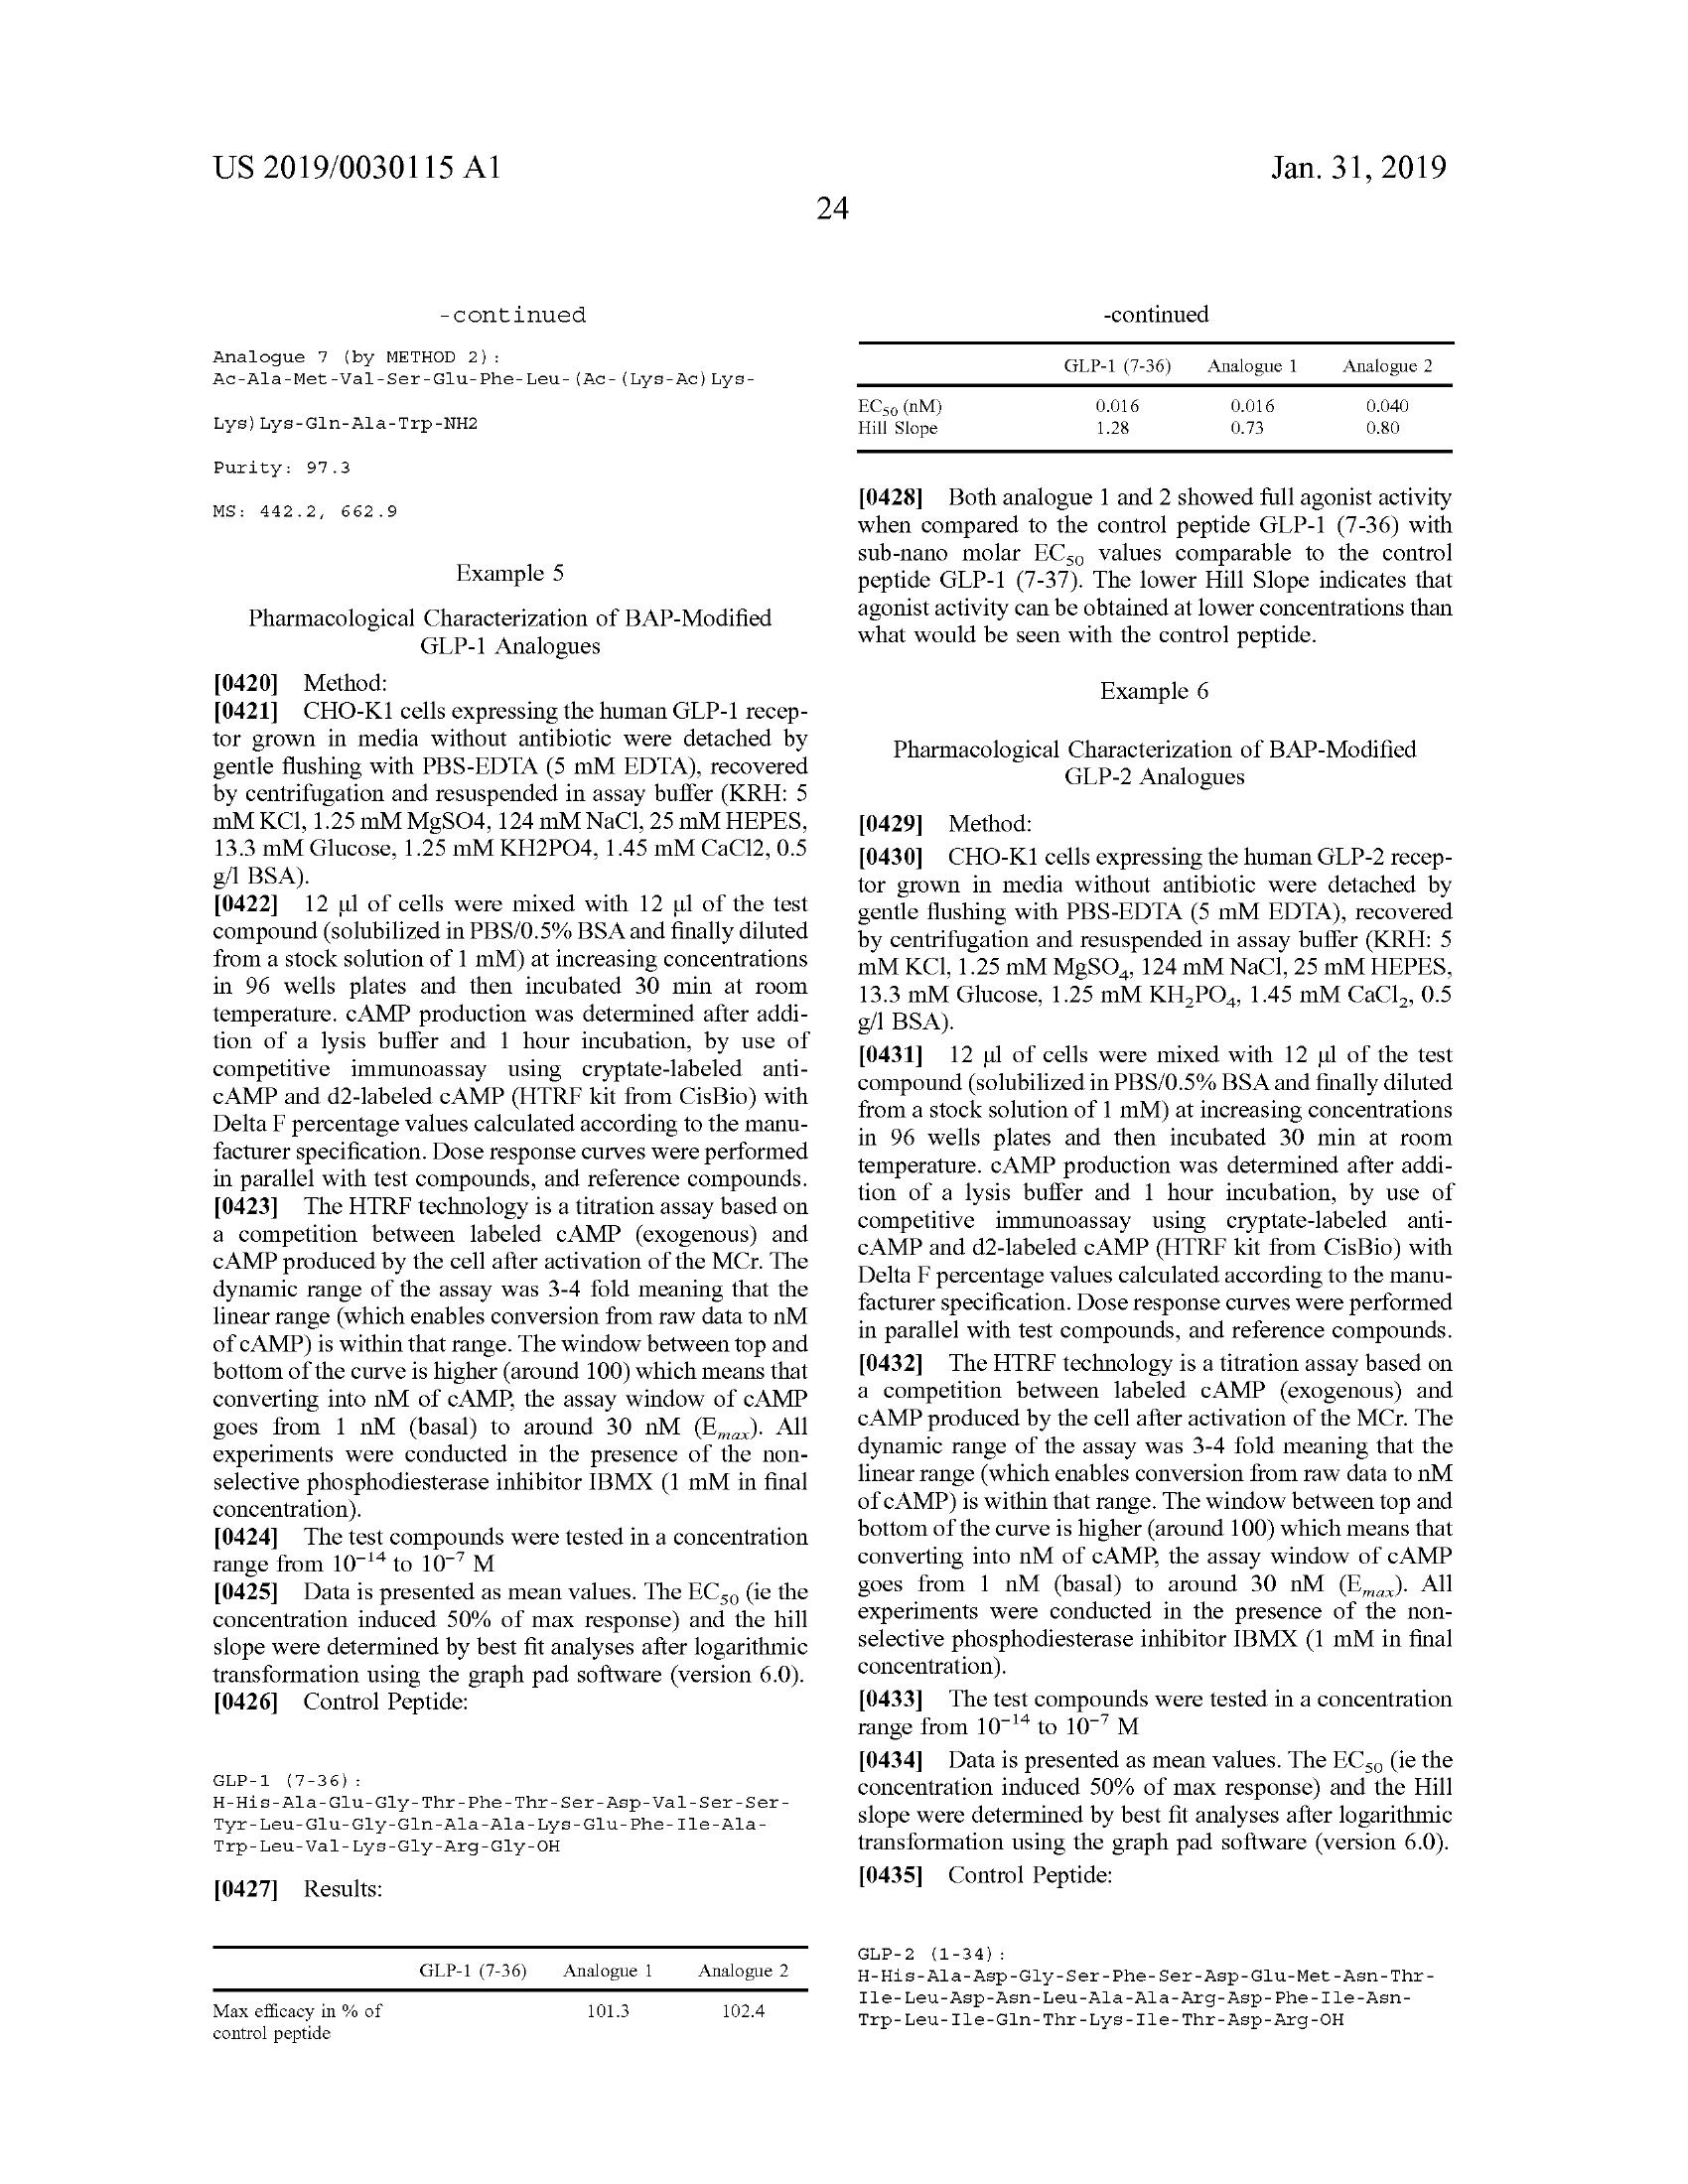 US 2019/0030115 A1
Jan. 31, 2019
24
-continued
Analogue 7 (by METHOD 2):
Ac-Ala-Met-Val-Ser-Glu-Phe-Leu-(Ac-(Lys-Ac)Lys-
Lys)Lys-Gln-Ala-Trp-NH2
Purity: 97.3
MS: 442.2, 662.9
Example 5
Pharmacological Characterization of BAP-Modified
GLP-1 Analogues
[0420] Method:
[0421] CHO-K1 cells expressing the human GLP-1 recep-
tor grown in media without antibiotic were detached by
gentle flushing with PBS-EDTA (5 mM EDTA), recovered
by centrifugation and resuspended in assay buffer (KRH: 5
mM KCl, 1.25 mM MgSO4, 124 mM NaCl, 25 mM HEPES,
13.3 mM Glucose, 1.25 mM KH2PO4, 1.45 mM CaCl2, 0.5
g/l BSA).
[0422] 12 µl of cells were mixed with 12 µl of the test
compound (solubilized in PBS/0.5% BSA and finally diluted
from a stock solution of 1 mM) at increasing concentrations
in 96 wells plates and then incubated 30 min at room
temperature. cAMP production was determined after addi-
tion of a lysis buffer and 1 hour incubation, by use of
competitive immunoassay using cryptate-labeled anti-
cAMP and d2-labeled cAMP (HTRF kit from CisBio) with
Delta F percentage values calculated according to the manu-
facturer specification. Dose response curves were performed
in parallel with test compounds, and reference compounds.
[0423] The HTRF technology is a titration assay based on
a competition between labeled cAMP (exogenous) and
cAMP produced by the cell after activation of the MCr. The
dynamic range of the assay was 3-4 fold meaning that the
linear range (which enables conversion from raw data to nM
of cAMP) is within that range. The window between top and
bottom of the curve is higher (around 100) which means that
converting into nM of cAMP, the assay window of cAMP
goes from 1 nM (basal) to around 30 nM (Emax). All
experiments were conducted in the presence of the non-
selective phosphodiesterase inhibitor IBMX (1 mM in final
concentration).
[0424] The test compounds were tested in a concentration
range from 10⁻¹⁴ to 10⁻⁷ M
[0425] Data is presented as mean values. The EC50 (ie the
concentration induced 50% of max response) and the hill
slope were determined by best fit analyses after logarithmic
transformation using the graph pad software (version 6.0).
[0426] Control Peptide:
GLP-1 (7-36):
H-His-Ala-Glu-Gly-Thr-Phe-Thr-Ser-Asp-Val-Ser-Ser-
Tyr-Leu-Glu-Gly-Gln-Ala-Ala-Lys-Glu-Phe-Ile-Ala-
Trp-Leu-Val-Lys-Gly-Arg-Gly-OH
[0427] Results:
GLP-1 (7-36) Analogue 1 Analogue 2
Max efficacy in % of 101.3 102.4
control peptide
-continued
GLP-1 (7-36) Analogue 1 Analogue 2
EC50 (nM) 0.016 0.016 0.040
Hill Slope 1.28 0.73 0.80
[0428] Both analogue 1 and 2 showed full agonist activity
when compared to the control peptide GLP-1 (7-36) with
sub-nano molar EC50 values comparable to the control
peptide GLP-1 (7-37). The lower Hill Slope indicates that
agonist activity can be obtained at lower concentrations than
what would be seen with the control peptide.
Example 6
Pharmacological Characterization of BAP-Modified
GLP-2 Analogues
[0429] Method:
[0430] CHO-K1 cells expressing the human GLP-2 recep-
tor grown in media without antibiotic were detached by
gentle flushing with PBS-EDTA (5 mM EDTA), recovered
by centrifugation and resuspended in assay buffer (KRH: 5
mM KCl, 1.25 mM MgSO₄, 124 mM NaCl, 25 mM HEPES,
13.3 mM Glucose, 1.25 mM KH₂PO₄, 1.45 mM CaCl₂, 0.5
g/l BSA).
[0431] 12 µl of cells were mixed with 12 µl of the test
compound (solubilized in PBS/0.5% BSA and finally diluted
from a stock solution of 1 mM) at increasing concentrations
in 96 wells plates and then incubated 30 min at room
temperature. cAMP production was determined after addi-
tion of a lysis buffer and 1 hour incubation, by use of
competitive immunoassay using cryptate-labeled anti-
cAMP and d2-labeled cAMP (HTRF kit from CisBio) with
Delta F percentage values calculated according to the manu-
facturer specification. Dose response curves were performed
in parallel with test compounds, and reference compounds.
[0432] The HTRF technology is a titration assay based on
a competition between labeled cAMP (exogenous) and
cAMP produced by the cell after activation of the MCr. The
dynamic range of the assay was 3-4 fold meaning that the
linear range (which enables conversion from raw data to nM
of cAMP) is within that range. The window between top and
bottom of the curve is higher (around 100) which means that
converting into nM of cAMP, the assay window of cAMP
goes from 1 nM (basal) to around 30 nM (Emax). All
experiments were conducted in the presence of the non-
selective phosphodiesterase inhibitor IBMX (1 mM in final
concentration).
[0433] The test compounds were tested in a concentration
range from 10⁻¹⁴ to 10⁻⁷ M
[0434] Data is presented as mean values. The EC50 (ie the
concentration induced 50% of max response) and the Hill
slope were determined by best fit analyses after logarithmic
transformation using the graph pad software (version 6.0).
[0435] Control Peptide:
GLP-2 (1-34):
H-His-Ala-Asp-Gly-Ser-Phe-Ser-Asp-Glu-Met-Asn-Thr-
Ile-Leu-Asp-Asn-Leu-Ala-Ala-Arg-Asp-Phe-Ile-Asn-
Trp-Leu-Ile-Gln-Thr-Lys-Ile-Thr-Asp-Arg-OH